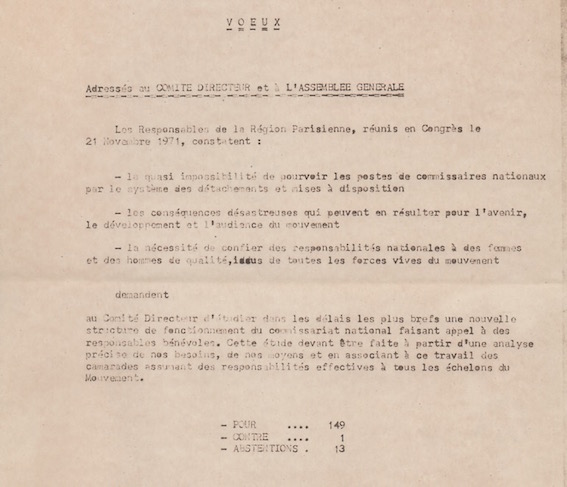 VOEUX
Adressés au COMITE DIRECTEUR et à L'ASSEMBLEE GENERALE
Les Responsables de la Région Parisienne, réunis en Congrès le
21 Novembre 1971, constatent :
- la quasi impossibilité de pourvoir les postes de commissaires nationaux
par le système des détachements et mises à disposition
- les conséquences désastreuses qui peuvent en résulter pour l'avenir,
le développement et l'audience du mouvement
- la nécessité de confier des responsabilités nationales à des femmes
et des hommes de qualité, issus de toutes les forces vives du mouvement
demandent
au Comité Directeur d'étudier dans les délais les plus brefs une nouvelle
structure de fonctionnement du commissariat national faisant appel à des
responsables bénévoles. Cette étude devant être faite à partir d'une analyse
précise de nos besoins, de nos moyens et en associant à ce travail des
camarades assumant des responsabilités effectives à tous les échelons du
Mouvement.
- POUR .... 149
- CONTRE .... 1
- ABSTENTIONS . 13